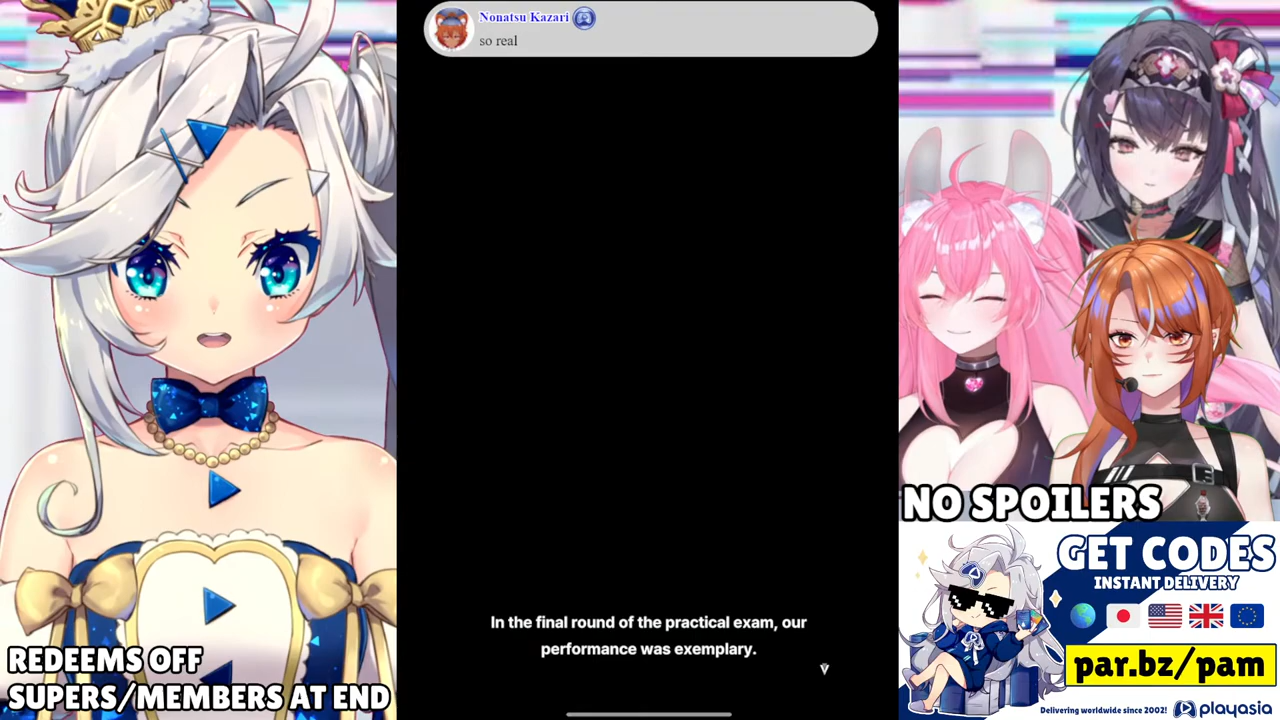 Nonatsu Kazari
so real
In the final round of the practical exam, our
performance was exemplary.
REDEEMS OFF
SUPERS/MEMBERS AT END
NO SPOILERS
GET CODES
INSTANT DELIVERY
par.bz/pam
Delivering worldwide since 2002!
playasia